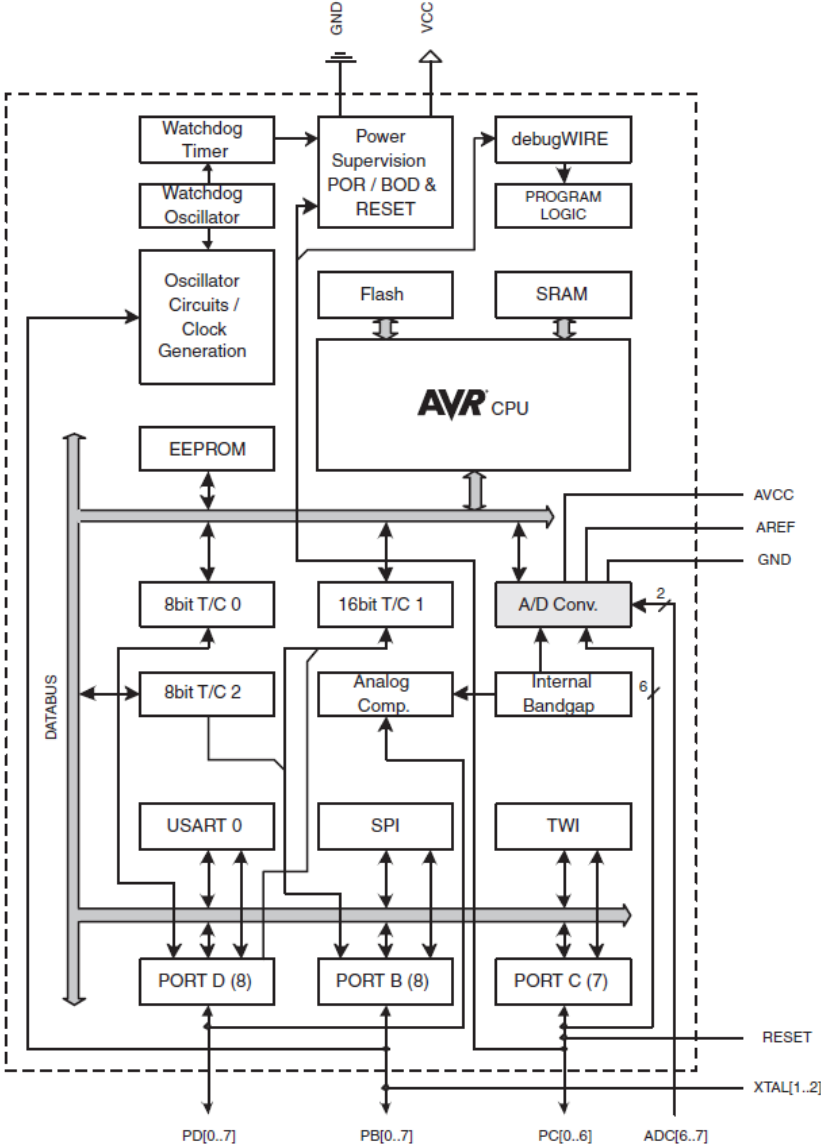 GND
VCC
Watchdog
Timer
Power
Supervision
POR / BOD &
RESET
debugWIRE
Watchdog
Oscillator
PROGRAM
LOGIC
Oscillator
Circuits /
Clock
Generation
Flash
SRAM
AVR CPU
EEPROM
AVCC
AREF
GND
8bit T/C 0
16bit T/C 1
A/D Conv.
2
DATABUS
8bit T/C 2
Analog
Comp.
Internal
Bandgap
6
USART 0
SPI
TWI
PORT D (8)
PORT B (8)
PORT C (7)
RESET
XTAL[1..2]
PD[0..7]
PB[0..7]
PC[0..6]
ADC[6..7]